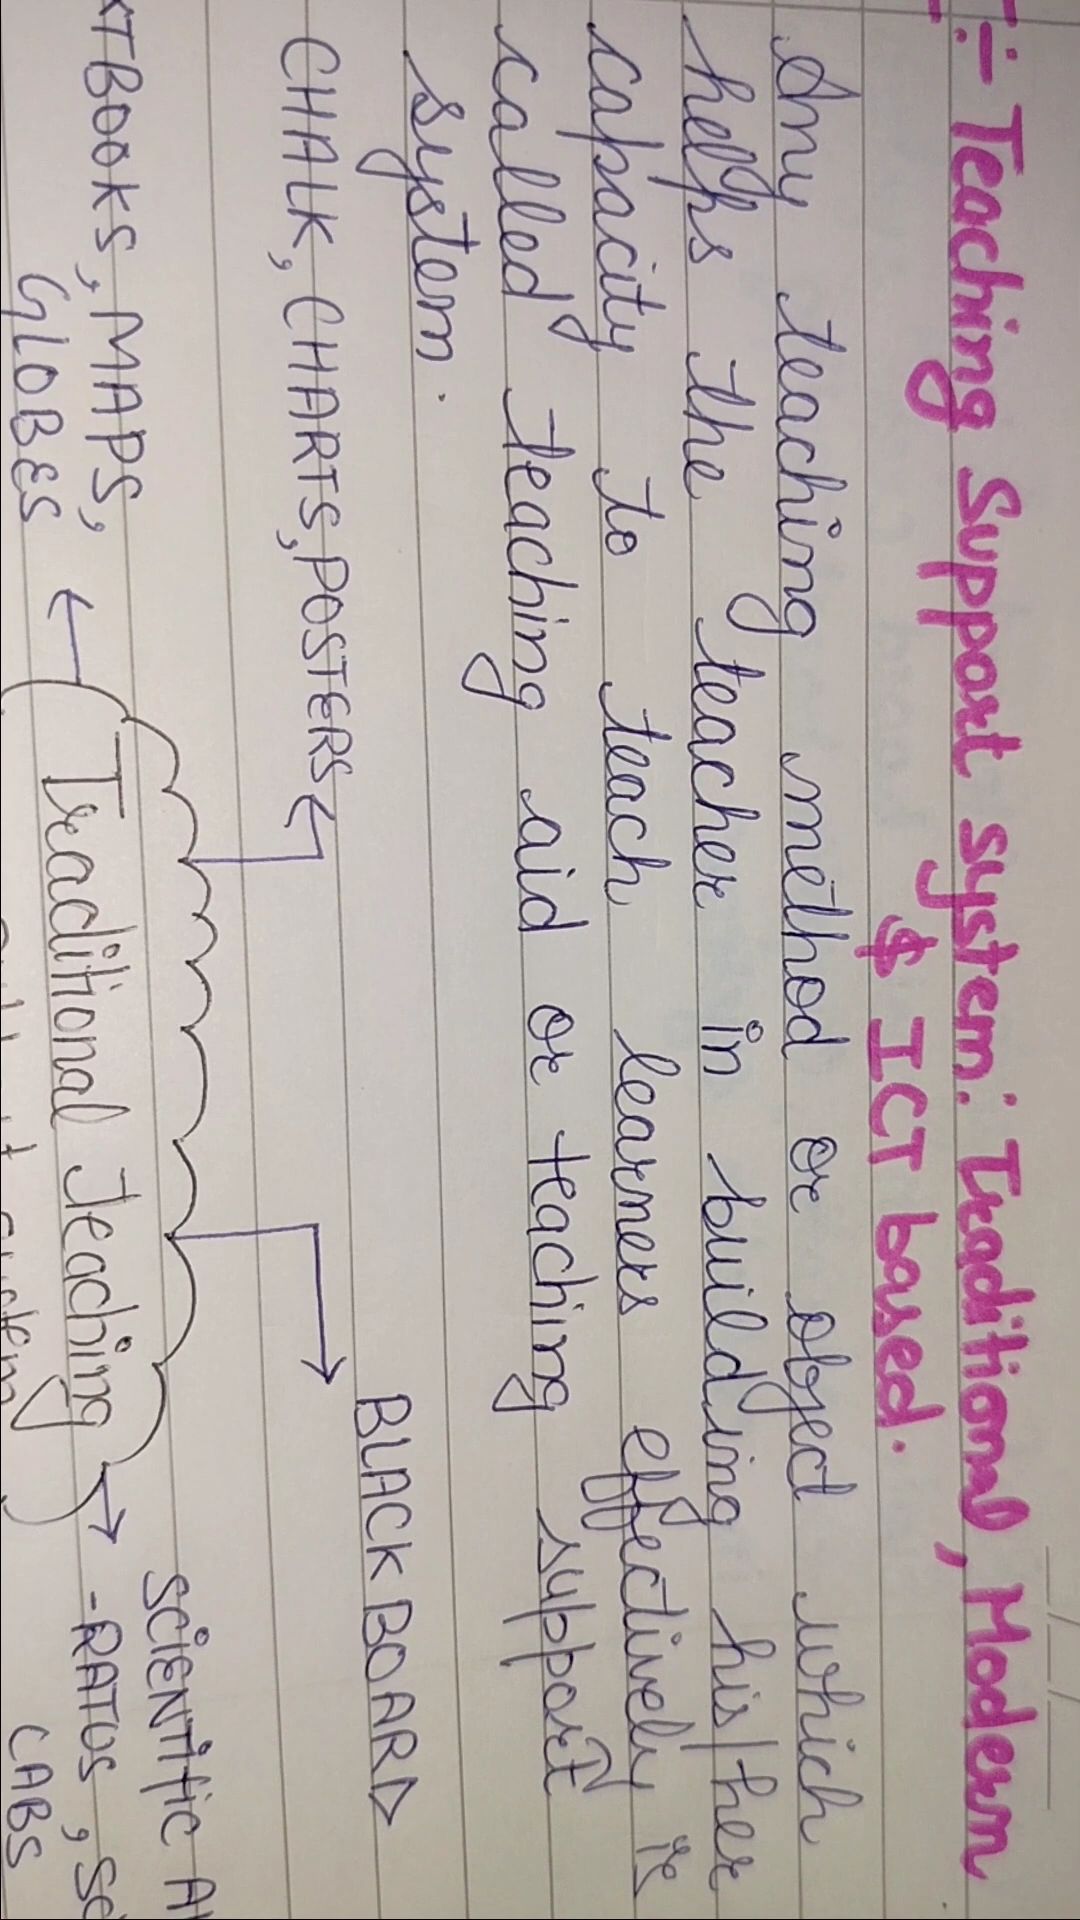 :- Teaching Support system: Traditional, Modern
& ICT based.
Any teaching method or object which
helps the teacher in building his/her
capacity to teach learners effectively is
called teaching aid or teaching support
system.
BLACKBOARD
CHALK, CHARTS, POSTERS
SCIENTIFIC
XTBOOKS, MAPS,
-RATUS,
GLOBES
Traditional Teaching
LABS